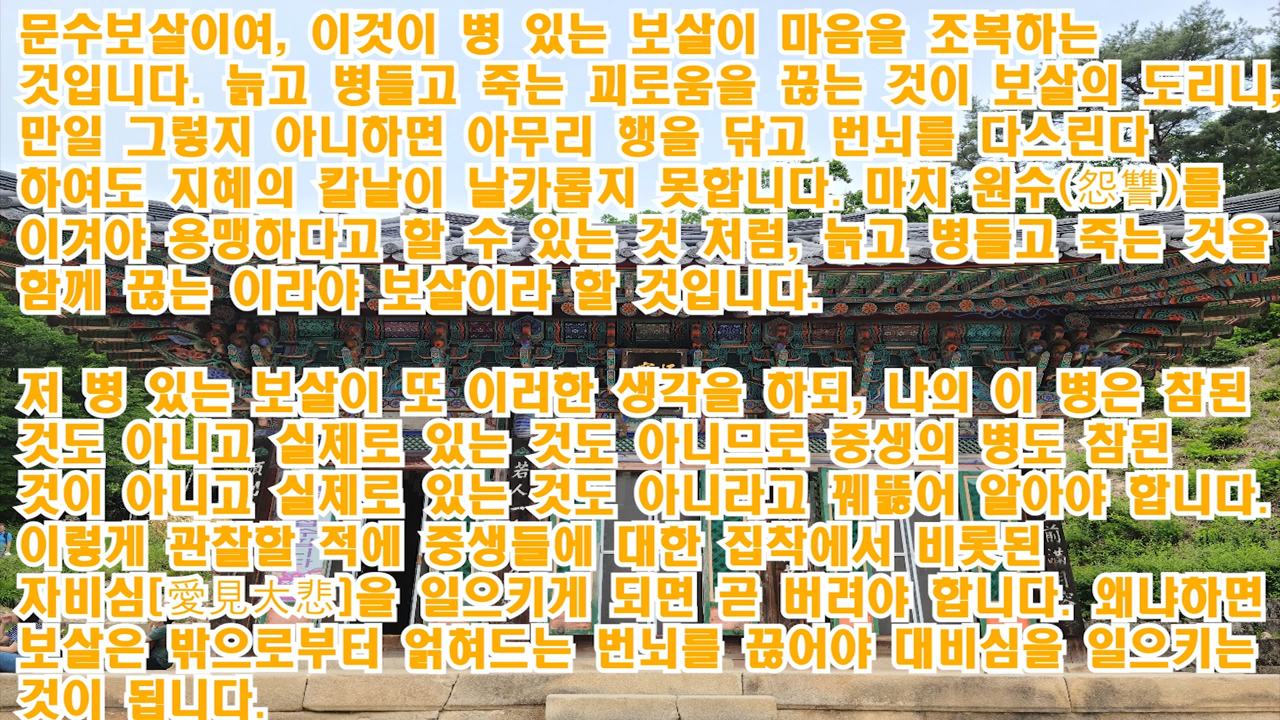 문수보살이여, 이것이 병 있는 보살이 마음을 조복하는
것입니다. 늙고 병들고 죽는 괴로움을 끊는 것이 보살의 도리니,
만일 그렇지 아니하면 아무리 행을 닦고 번뇌를 다스린다
하여도 지혜의 칼날이 날카롭지 못합니다. 마치 원수(怨讐)를
이겨야 용맹하다고 할 수 있는 것 처럼, 늙고 병들고 죽는 것을
함께 끊는 이라야 보살이라 할 것입니다.
저 병 있는 보살이 또 이러한 생각을 하되, 나의 이 병은 참된
것도 아니고 실제로 있는 것도 아니므로 중생의 병도 참된
것이 아니고 실제로 있는 것도 아니라고 꿰뚫어 알아야 합니다.
若人
이렇게 관찰할 적에 중생들에 대한 집착에서 비롯된
前
자비심[愛見大悲]을 일으키게 되면 곧 버려야 합니다. 왜냐하면
보살은 밖으로부터 얽혀드는 번뇌를 끊어야 대비심을 일으키는
것이 됩니다.